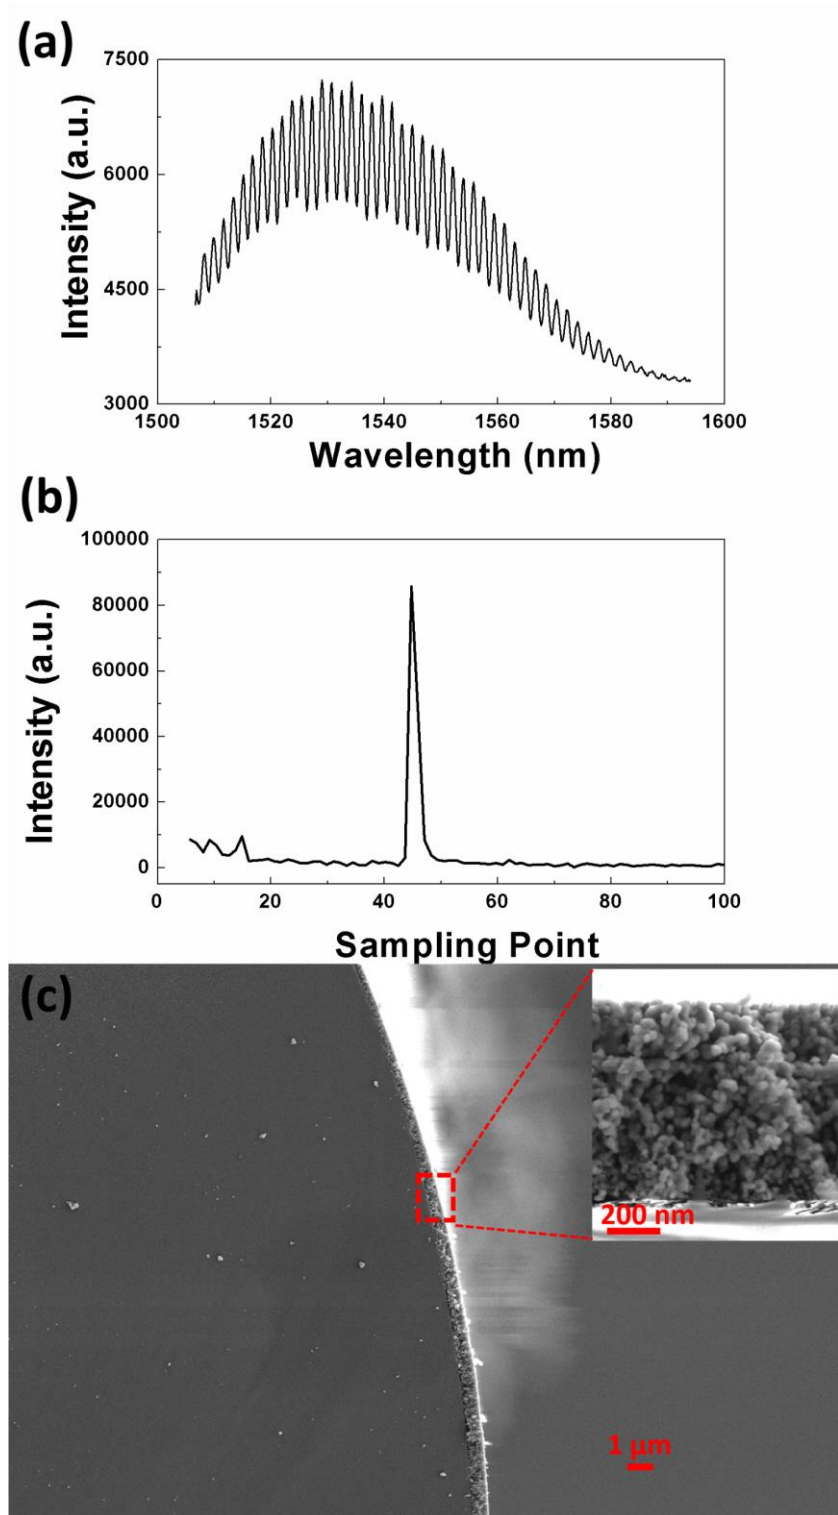 (a)
7500
6000
4500
3000
Intensity (a.u.)
1500 1520 1540 1560 1580 1600
Wavelength (nm)
(b)
100000
80000
60000
40000
20000
0
Intensity (a.u.)
0 20 40 60 80 100
Sampling Point
(c)
200 nm
1 μm